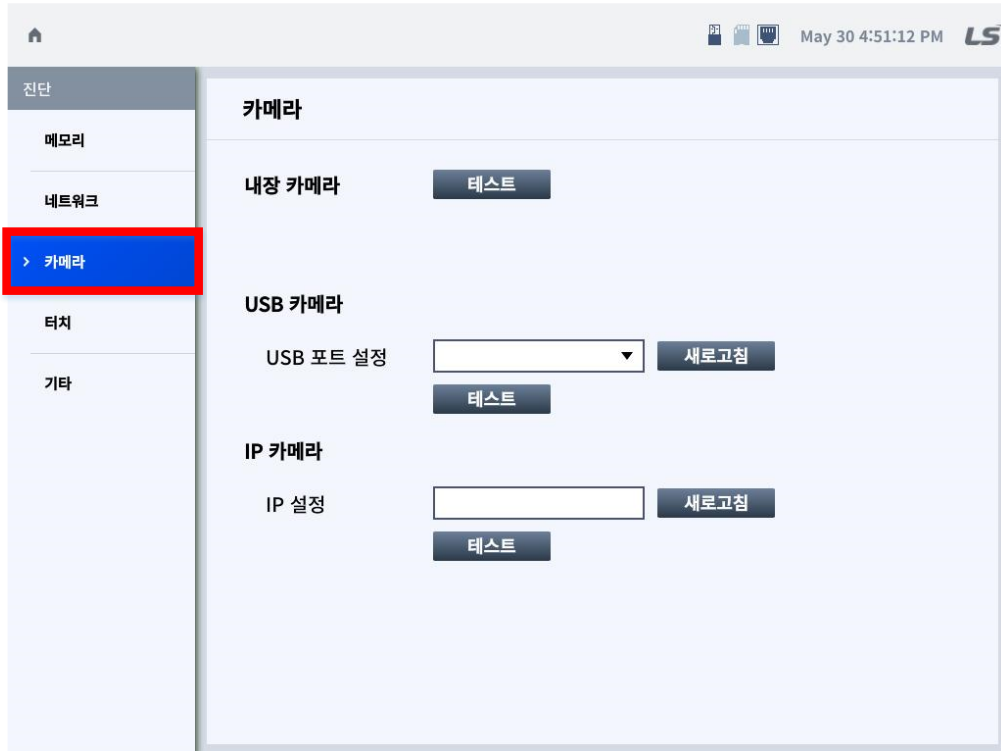 May 30 4:51:12 PM LS
진단
메모리
네트워크
카메라
터치
기타
카메라
내장 카메라 테스트
USB 카메라
USB 포트 설정 새로고침
테스트
IP 카메라
IP 설정 새로고침
테스트